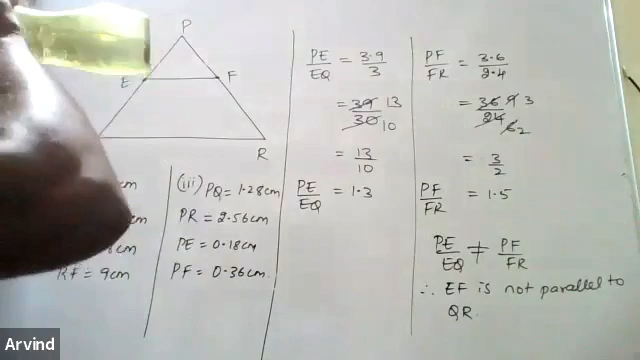 P
E
F
R
cm
cm
cm
RF = 9cm
(iii) PQ = 1.28cm
PR = 2.56cm
PE = 0.18cm
PF = 0.36cm.
PE/EQ = 3.9/3
= 39/30 13/10
= 13/10
PE/EQ = 1.3
PF/FR = 3.6/2.4
= 36/24 9/6 3/2
= 3/2
PF/FR = 1.5
PE/EQ ≠ PF/FR
∴ EF is not parallel to
QR.
Arvind